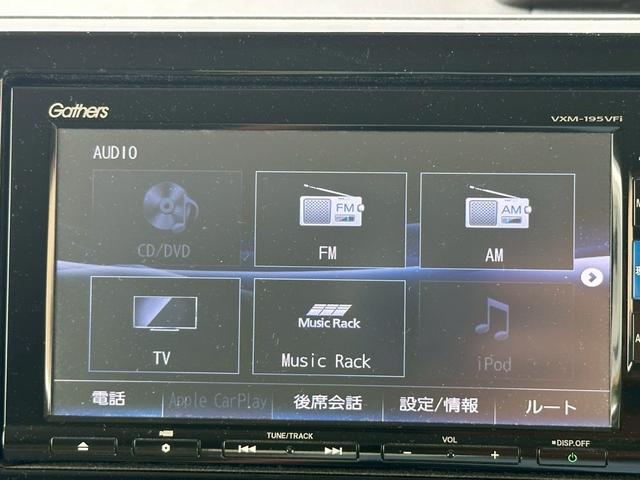 Gathers
VXM-195VFi
AUDIO
CD/DVD
FM
FM
AM
AM
TV
Music Rack
Music Rack
iPod
電話
Apple CarPlay
後席会話
設定/情報
ルート
TUNE/TRACK
VOL
DISP.OFF